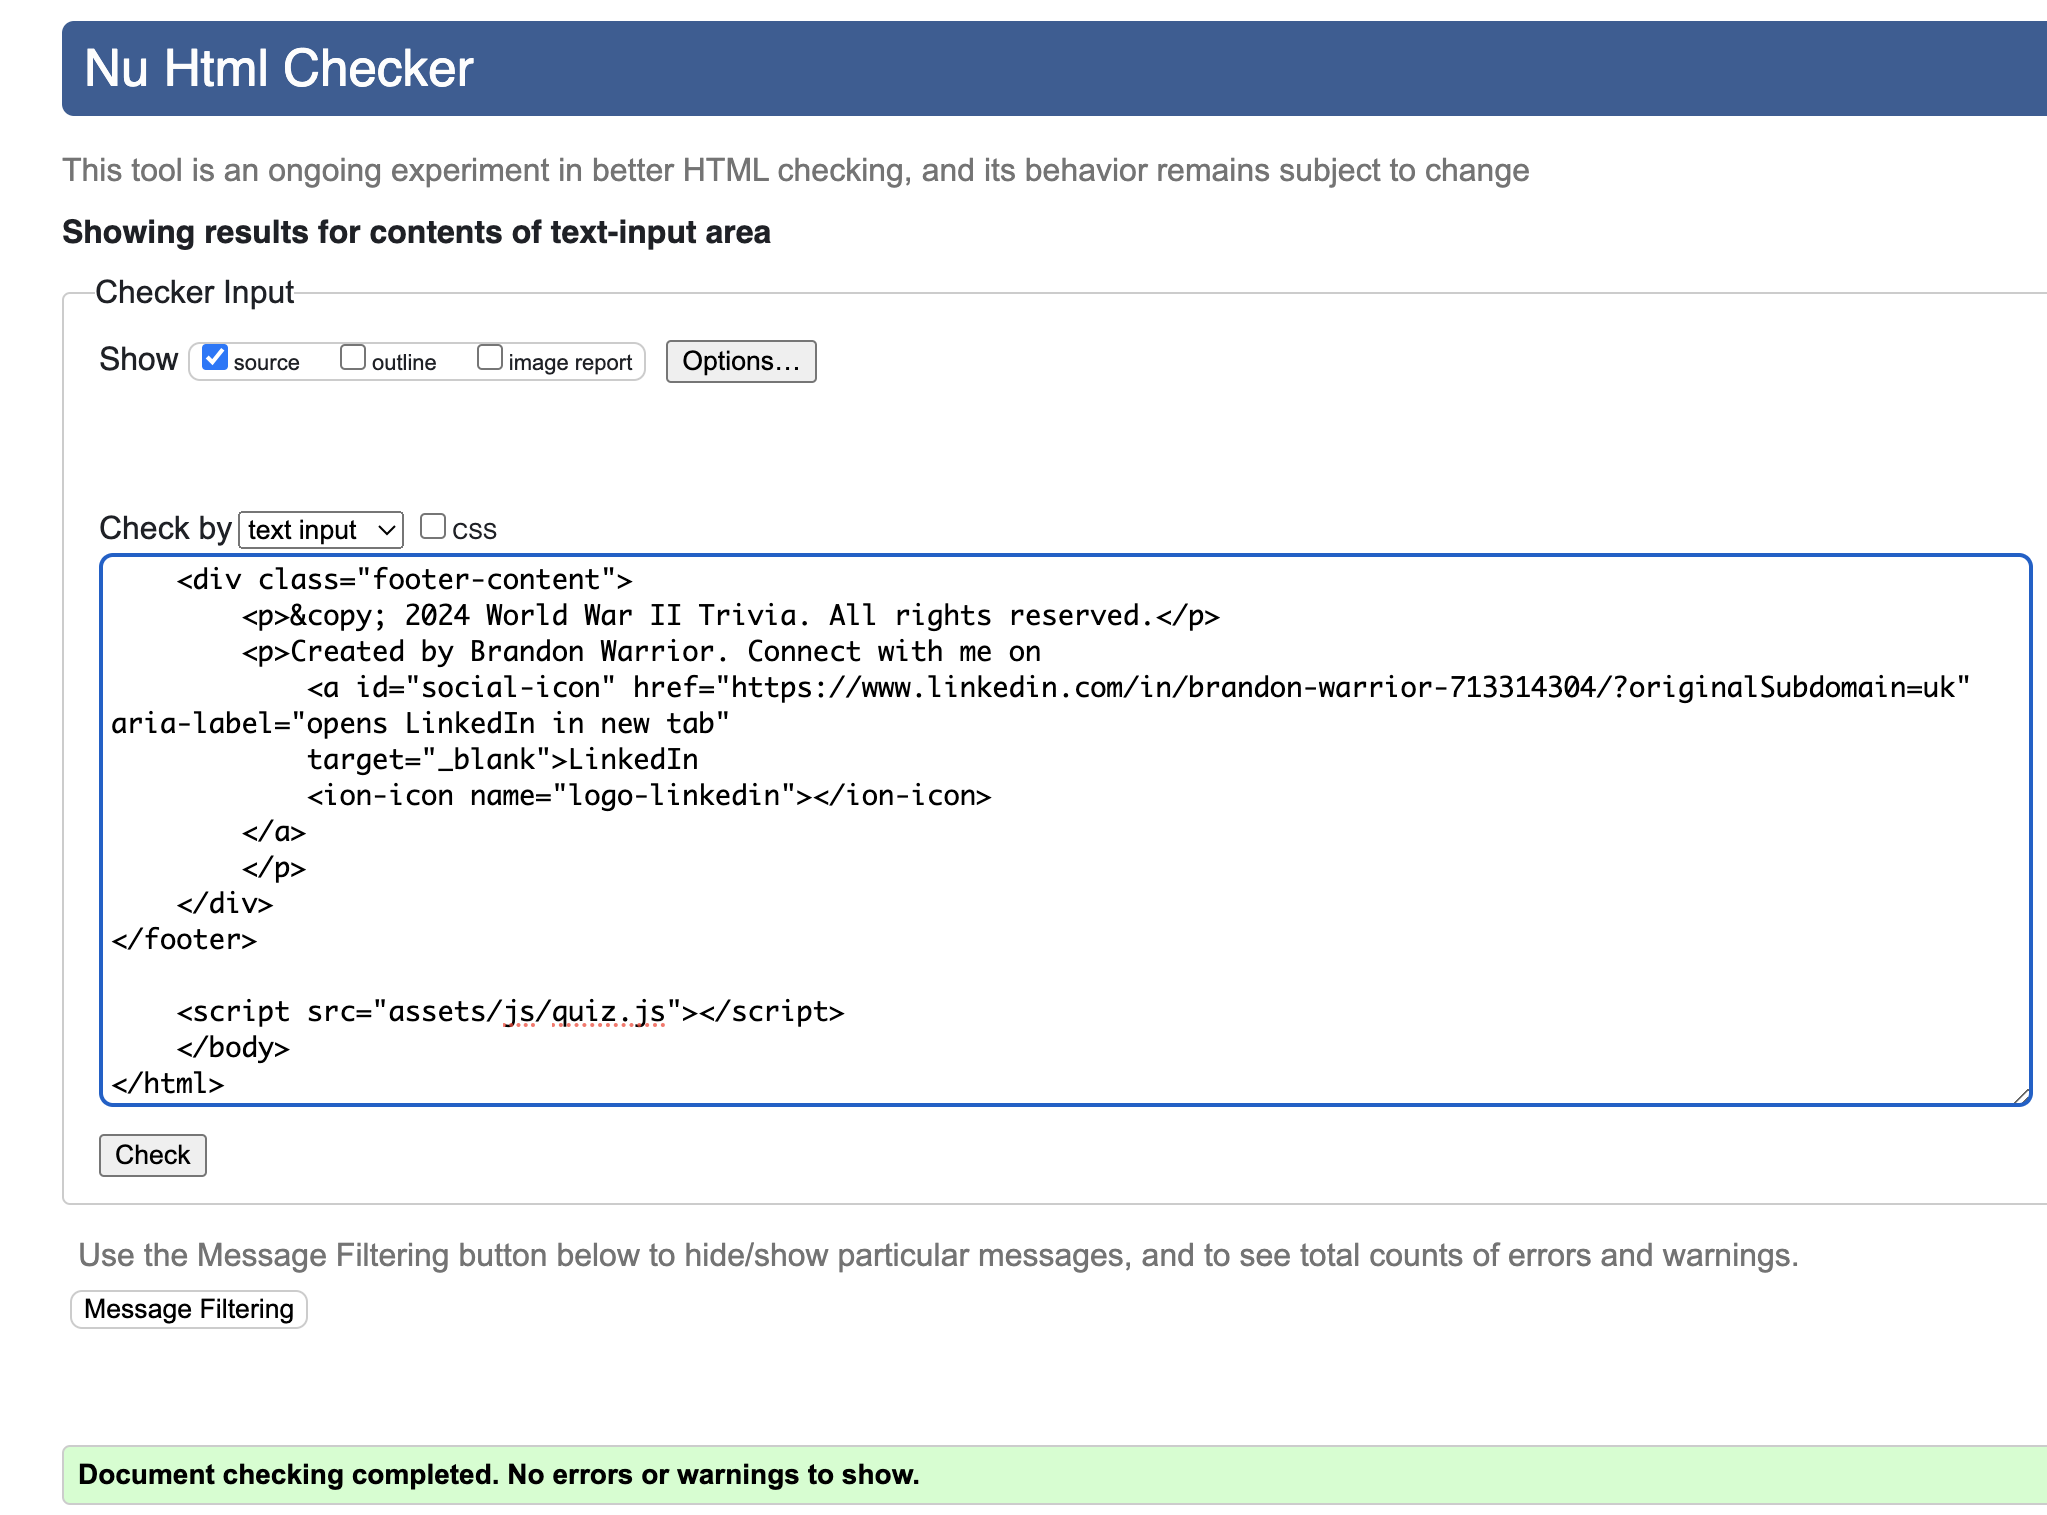 Nu Html Checker
This tool is an ongoing experiment in better HTML checking, and its behavior remains subject to change
Showing results for contents of text-input area
Checker Input
Show source outline image report Options...
Check by text input CSS
<div class="footer-content">
<p>&copy; 2024 World War II Trivia. All rights reserved.</p>
<p>Created by Brandon Warrior. Connect with me on
<a id="social-icon" href="https://www.linkedin.com/in/brandon-warrior-713314304/?originalSubdomain=uk"
aria-label="opens LinkedIn in new tab"
target="_blank">LinkedIn
<ion-icon name="logo-linkedin"></ion-icon>
</a>
</p>
</div>
</footer>
<script src="assets/js/quiz.js"></script>
</body>
</html>
Check
Use the Message Filtering button below to hide/show particular messages, and to see total counts of errors and warnings.
Message Filtering
Document checking completed. No errors or warnings to show.